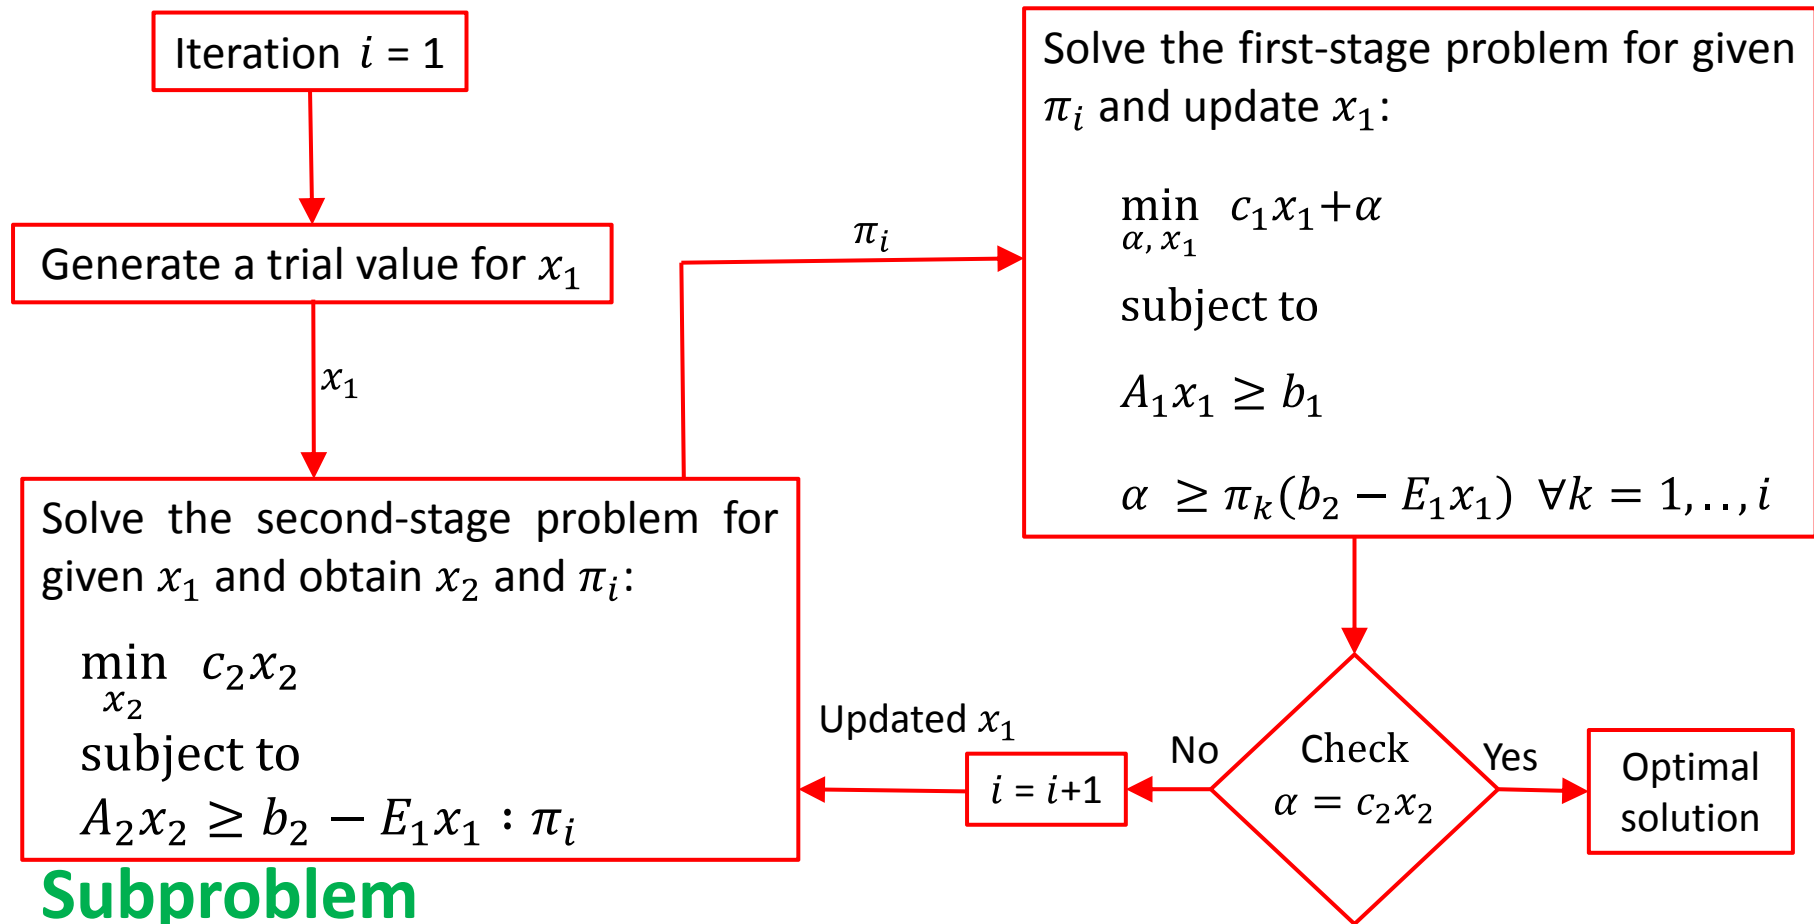 Iteration i = 1
Generate a trial value for x₁
x₁
Solve the second-stage problem for
given x₁ and obtain x₂ and πᵢ:
min c₂x₂
x₂
subject to
A₂x₂ ≥ b₂ − E₁x₁ : πᵢ
Subproblem
πᵢ
Solve the first-stage problem for given
πᵢ and update x₁:
min c₁x₁+α
α, x₁
subject to
A₁x₁ ≥ b₁
α ≥ πₖ(b₂ − E₁x₁) ∀k = 1,..,i
Check
α = c₂x₂
No
i = i+1
Updated x₁
Yes
Optimal
solution